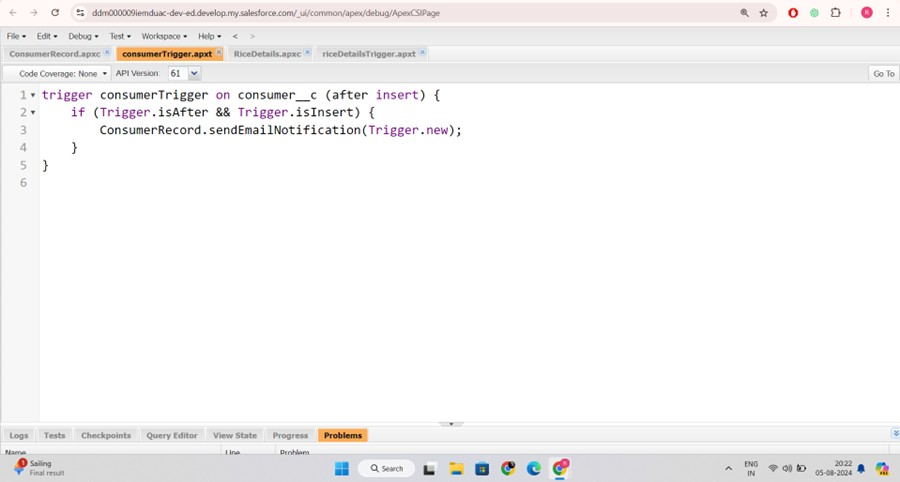 ddm000009iemduac-dev-ed.develop.my.salesforce.com/_ui/common/apex/debug/ApexCSIPage
File Edit Debug Test Workspace Help < >
ConsumerRecord.apxc consumerTrigger.apxt RiceDetails.apxc riceDetailsTrigger.apxt
Code Coverage: None API Version: 61 Go To
1 trigger consumerTrigger on consumer__c (after insert) {
2 if (Trigger.isAfter && Trigger.isInsert) {
3 ConsumerRecord.sendEmailNotification(Trigger.new);
4 }
5 }
6
Logs Tests Checkpoints Query Editor View State Progress Problems
Name Line Problem
1 Sailing
Final result
Search
ENG
IN
20:22
05-08-2024